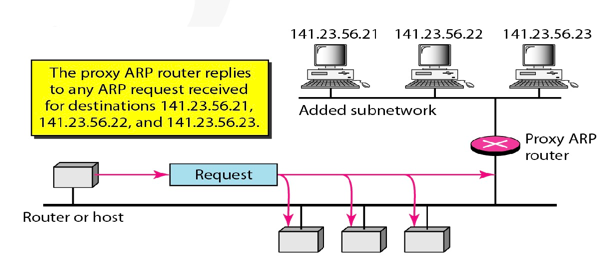 141.23.56.21 141.23.56.22 141.23.56.23
The proxy ARP router replies
to any ARP request received
for destinations 141.23.56.21,
141.23.56.22, and 141.23.56.23.
Added subnetwork
Proxy ARP
router
Request
Router or host